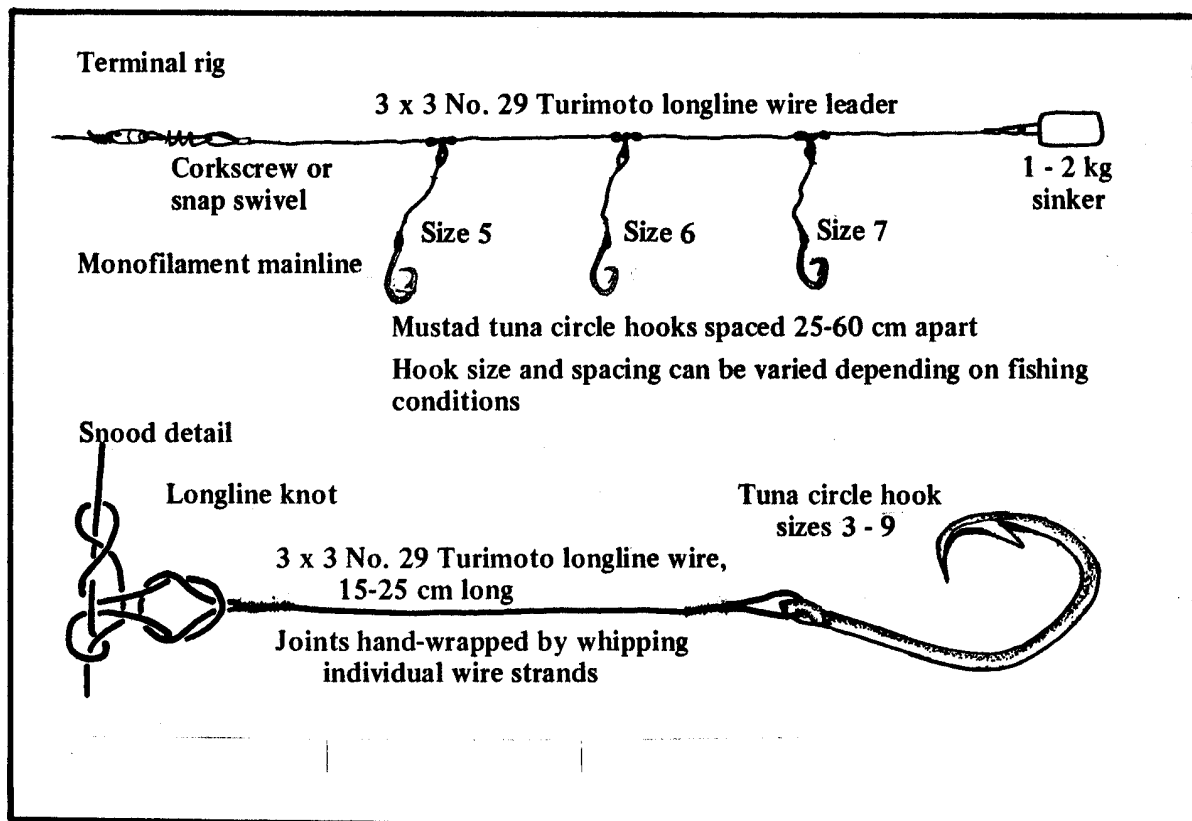 Terminal rig
3 x 3 No. 29 Turimoto longline wire leader
Corkscrew or
snap swivel
1 - 2 kg
sinker
Size 5
Size 6
Size 7
Monofilament mainline
Mustad tuna circle hooks spaced 25-60 cm apart
Hook size and spacing can be varied depending on fishing
conditions
Snood detail
Longline knot
Tuna circle hook
sizes 3 - 9
3 x 3 No. 29 Turimoto longline wire,
15-25 cm long
Joints hand-wrapped by whipping
individual wire strands